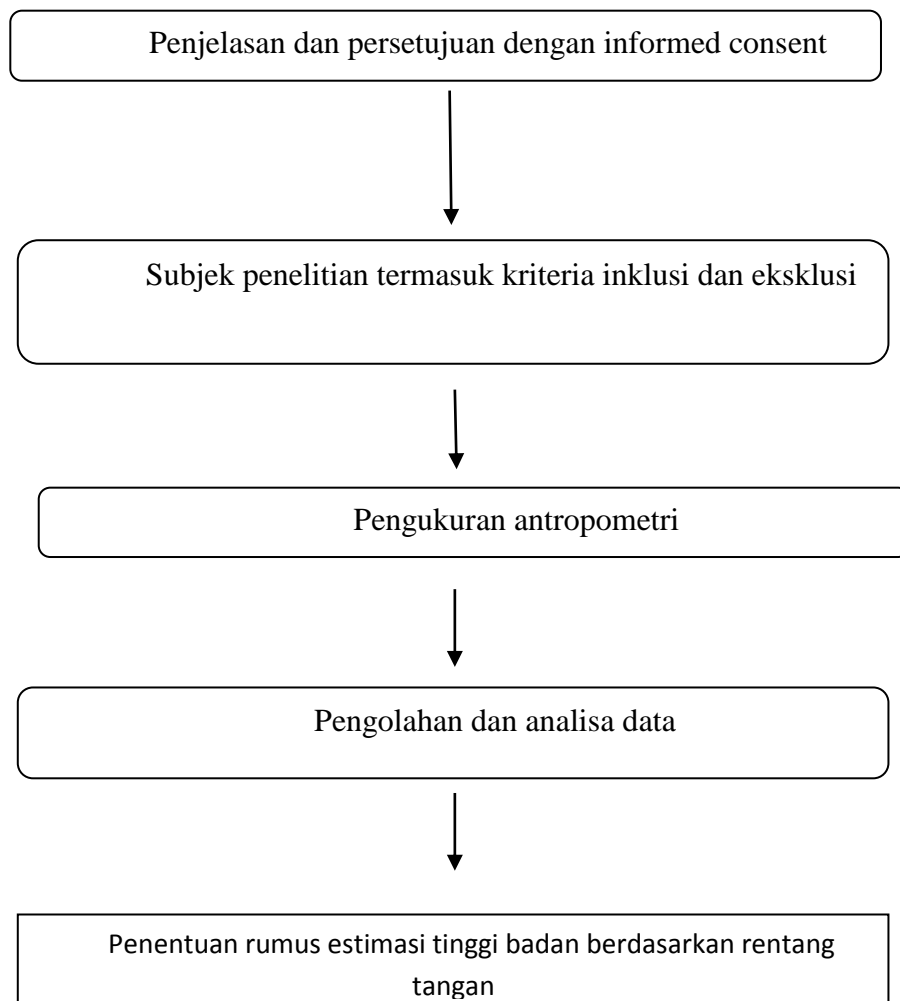 Penjelasan dan persetujuan dengan informed consent
Subjek penelitian termasuk kriteria inklusi dan eksklusi
Pengukuran antropometri
Pengolahan dan analisa data
Penentuan rumus estimasi tinggi badan berdasarkan rentang
tangan